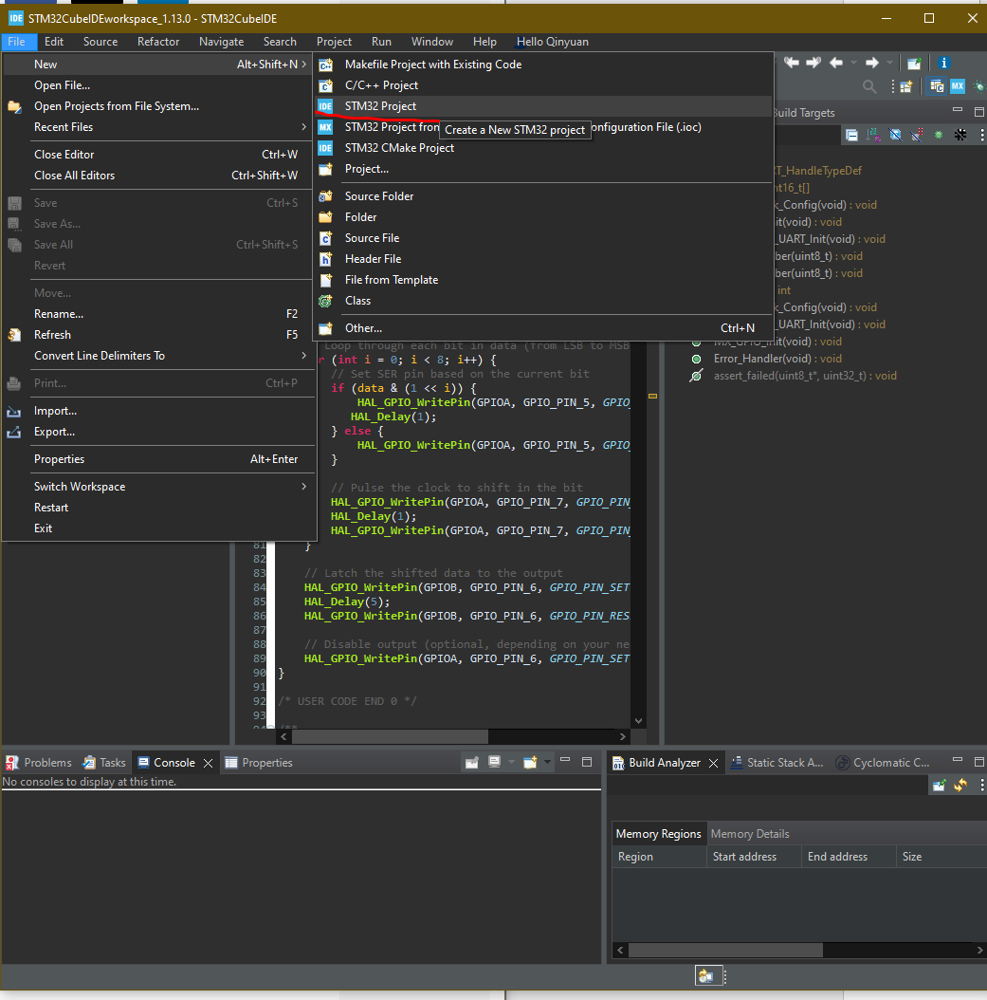 IDE STM32CubeIDEworkspace_1.13.0 - STM32CubeIDE
File Edit Source Refactor Navigate Search Project Run Window Help Hello Qinyuan
New Alt+Shift+N
Open File...
Open Projects from File System...
Recent Files
Close Editor Ctrl+W
Close All Editors Ctrl+Shift+W
Save Ctrl+S
Save As...
Save All Ctrl+Shift+S
Revert
Move...
Rename... F2
Refresh F5
Convert Line Delimiters To
Print... Ctrl+P
Import...
Export...
Properties Alt+Enter
Switch Workspace
Restart
Exit
Makefile Project with Existing Code
C/C++ Project
IDE STM32 Project
MX STM32 Project from
Create a New STM32 project
onfiguration File (.ioc)
IDE STM32 CMake Project
Project...
Source Folder
Folder
Source File
Header File
File from Template
Class
Other... Ctrl+N
MX
Build Targets
T_HandleTypeDef
nt16_t[]
k_Config(void) : void
it(void) : void
_UART_Init(void) : void
ber(uint8_t) : void
ber(uint8_t) : void
int
k_Config(void) : void
_UART_Init(void) : void
MX_GPIO_Init(void) : void
Error_Handler(void) : void
assert_failed(uint8_t*, uint32_t) : void
Loop through each bit in data (from LSB to MSB
r (int i = 0; i < 8; i++) {
// Set SER pin based on the current bit
if (data & (1 << i)) {
HAL_GPIO_WritePin(GPIOA, GPIO_PIN_5, GPIO_
HAL_Delay(1);
} else {
HAL_GPIO_WritePin(GPIOA, GPIO_PIN_5, GPIO_
}
// Pulse the clock to shift in the bit
HAL_GPIO_WritePin(GPIOA, GPIO_PIN_7, GPIO_PIN_
HAL_Delay(1);
HAL_GPIO_WritePin(GPIOA, GPIO_PIN_7, GPIO_PIN_
81 }
82
83 // Latch the shifted data to the output
84 HAL_GPIO_WritePin(GPIOB, GPIO_PIN_6, GPIO_PIN_SET
85 HAL_Delay(5);
86 HAL_GPIO_WritePin(GPIOB, GPIO_PIN_6, GPIO_PIN_RES
87
88 // Disable output (optional, depending on your ne
89 HAL_GPIO_WritePin(GPIOA, GPIO_PIN_6, GPIO_PIN_SET
90 }
91
92 /* USER CODE END 0 */
93
94 /**
Problems Tasks Console Properties
No consoles to display at this time.
Build Analyzer Static Stack A... Cyclomatic C...
Memory Regions Memory Details
Region Start address End address Size